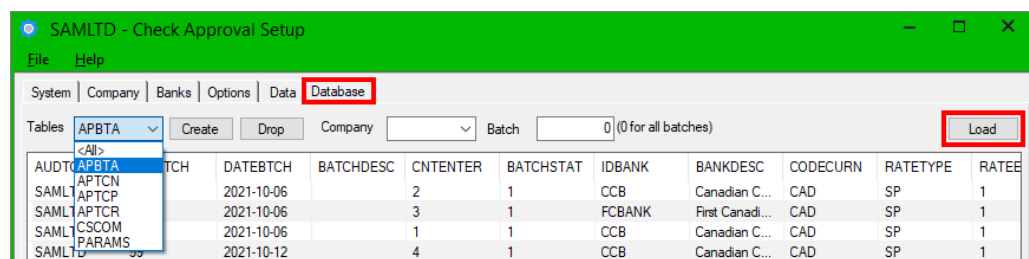 SAMLTD - Check Approval Setup
File Help
System Company Banks Options Data Database
Tables APBTA Create Drop Company Batch 0 (0 for all batches) Load
<All>
APBTA
APTCN
APTCP
APTCR
CSCOM
PARAMS
AUDTO TCH DATEBTCH BATCHDESC CNTENTER BATCHSTAT IDBANK BANKDESC CODECURN RATETYPE RATEE
SAMLT 2021-10-06 2 1 CCB Canadian C... CAD SP 1
SAMLT 2021-10-06 3 1 FCBANK First Canadi... CAD SP 1
SAMLT 2021-10-06 1 1 CCB Canadian C... CAD SP 1
SAMLTD 2021-10-12 4 1 CCB Canadian C... CAD SP 1